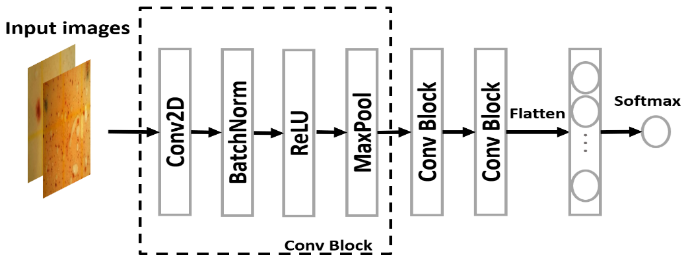 Input images
Conv2D
BatchNorm
ReLU
MaxPool
Conv Block
Conv Block
Conv Block
Flatten
Softmax